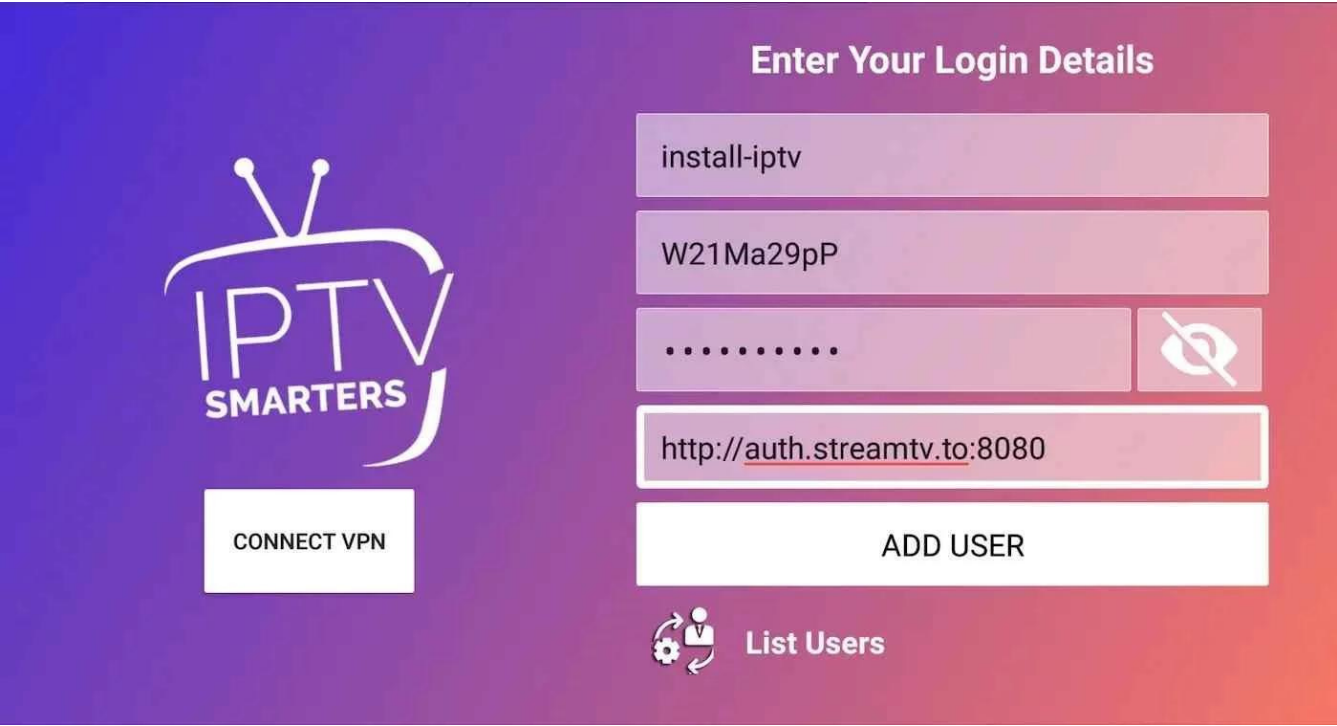 Enter Your Login Details
install-iptv
W21Ma29pP
••••••••••
http://auth.streamtv.to:8080
ADD USER
List Users
IPTV
SMARTERS
CONNECT VPN